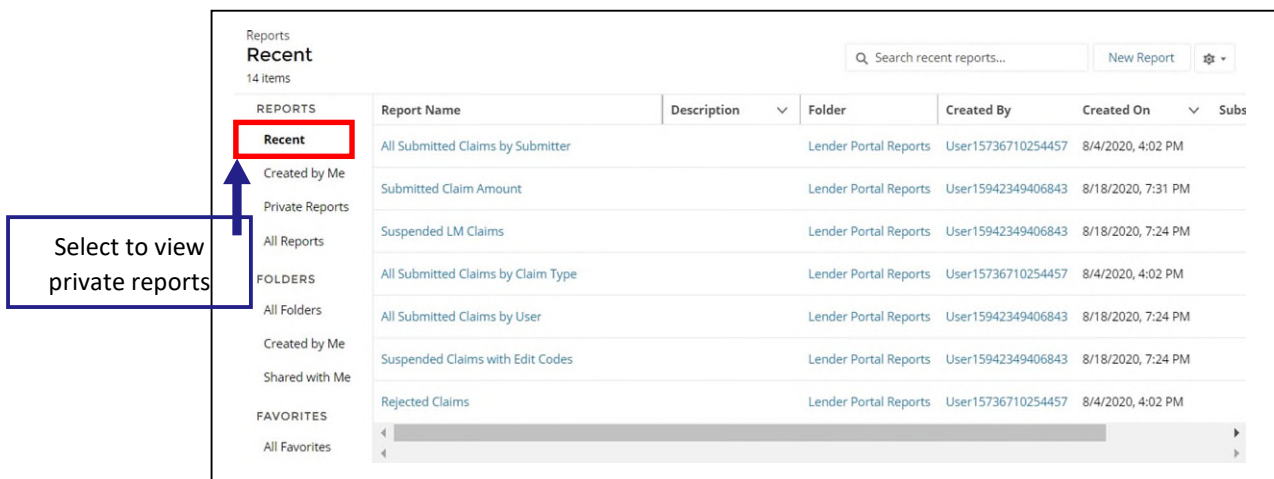 Reports
Recent
14 items
Search recent reports...
New Report
REPORTS
Recent
Created by Me
Private Reports
All Reports
FOLDERS
All Folders
Created by Me
Shared with Me
FAVORITES
All Favorites
Select to view
private reports
Report Name Description Folder Created By Created On Subs
All Submitted Claims by Submitter Lender Portal Reports User15736710254457 8/4/2020, 4:02 PM
Submitted Claim Amount Lender Portal Reports User15942349406843 8/18/2020, 7:31 PM
Suspended LM Claims Lender Portal Reports User15942349406843 8/18/2020, 7:24 PM
All Submitted Claims by Claim Type Lender Portal Reports User15736710254457 8/4/2020, 4:02 PM
All Submitted Claims by User Lender Portal Reports User15942349406843 8/18/2020, 7:24 PM
Suspended Claims with Edit Codes Lender Portal Reports User15942349406843 8/18/2020, 7:24 PM
Rejected Claims Lender Portal Reports User15736710254457 8/4/2020, 4:02 PM